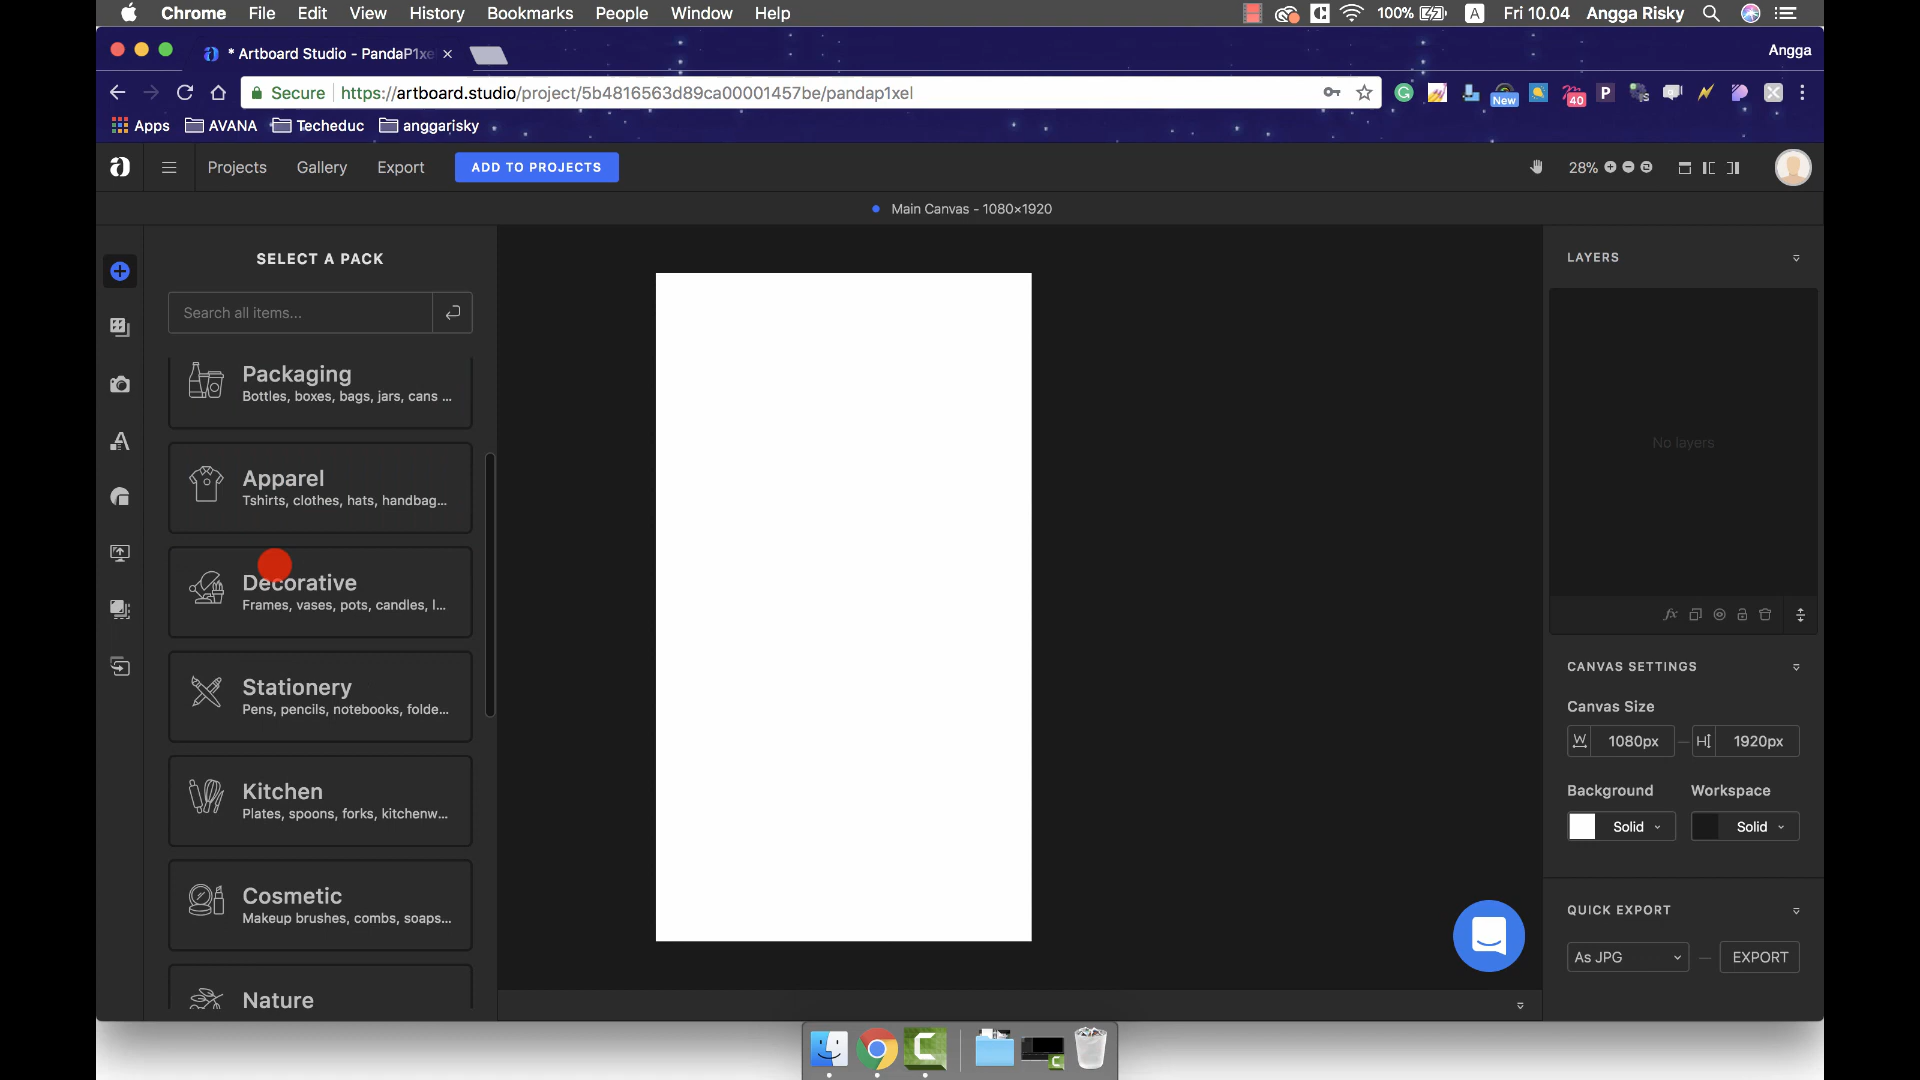 Chrome File Edit View History Bookmarks People Window Help 100% A Fri 10.04 Angga Risky
* Artboard Studio - PandaP1xe Angga
Secure https://artboard.studio/project/5b4816563d89ca00001457be/pandap1xel New 40 P
Apps AVANA Techeduc anggarisky
Projects Gallery Export ADD TO PROJECTS 28%
Main Canvas - 1080×1920
SELECT A PACK
Search all items...
Packaging
Bottles, boxes, bags, jars, cans ...
Apparel
Tshirts, clothes, hats, handbag...
Decorative
Frames, vases, pots, candles, l...
Stationery
Pens, pencils, notebooks, folde...
Kitchen
Plates, spoons, forks, kitchenw...
Cosmetic
Makeup brushes, combs, soaps...
Nature
LAYERS
No layers
fx
CANVAS SETTINGS
Canvas Size
W 1080px H 1920px
Background Workspace
Solid Solid
QUICK EXPORT
As JPG EXPORT